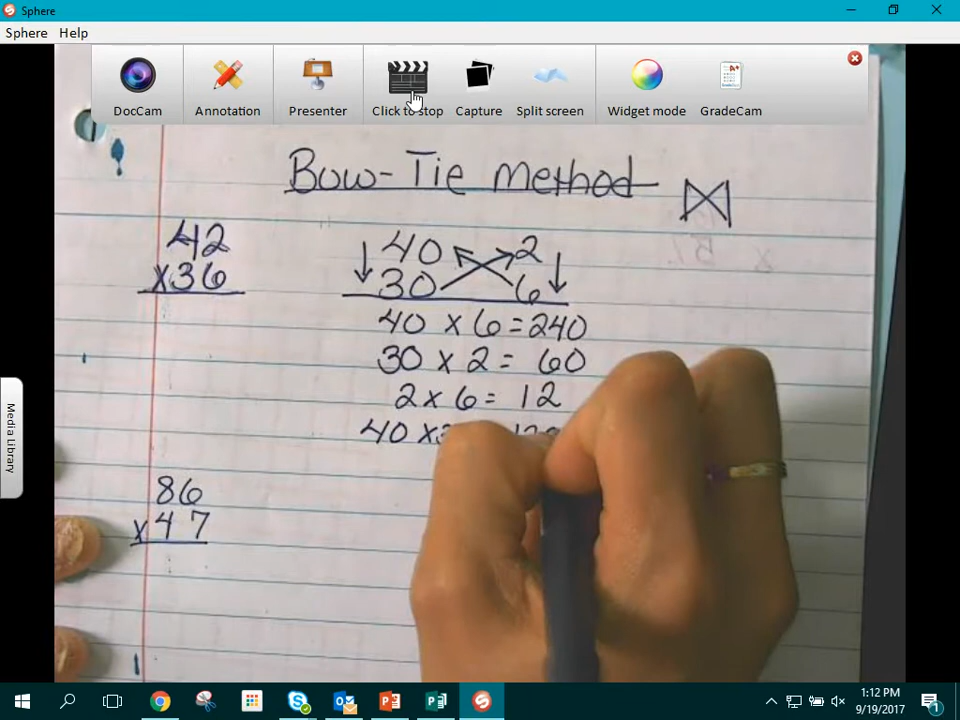 Sphere
Sphere Help
DocCam Annotation Presenter Click to stop Capture Split screen Widget mode GradeCam
Media Library
Bow-Tie Method
42
x36
40 2
30 6
40 x 6 = 240
30 x 2 = 60
2 x 6 = 12
40 x
86
x 47
1:12 PM
9/19/2017